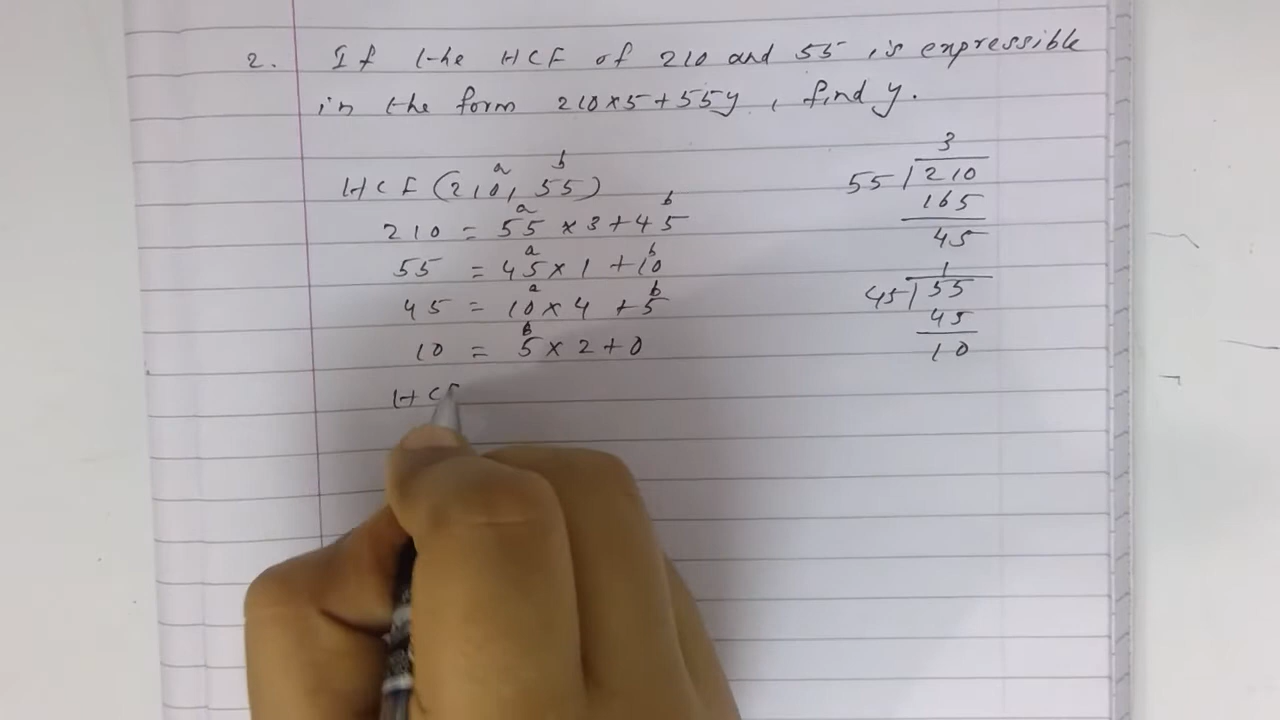 2. If the HCF of 210 and 55 is expressible
in the form 210×5+55y, find y.
a b
HCF(210, 55)
a b
210 = 55 × 3 + 45
a b
55 = 45 × 1 + 10
a b
45 = 10 × 4 + 5
b
10 = 5 × 2 + 0
HCF
3
55 210
165
45
1
45 55
45
10